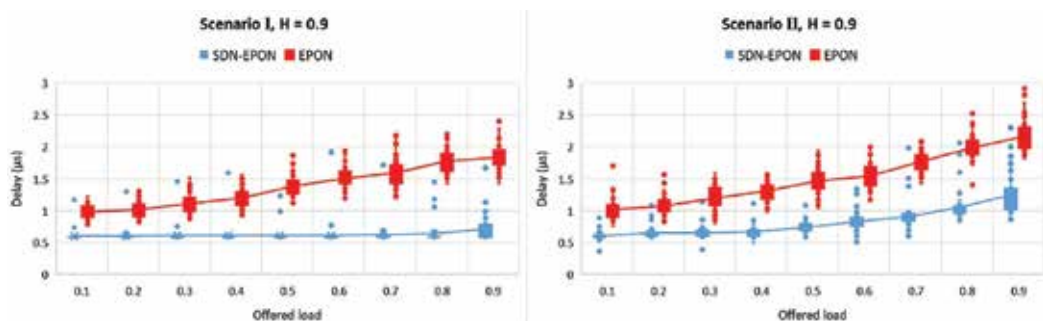 Scenario I, H = 0.9
SDN-EPON EPON
3
2.5
2
1.5
1
0.5
0
Delay (µs)
0.1 0.2 0.3 0.4 0.5 0.6 0.7 0.8 0.9
Offered load
Scenario II, H = 0.9
SDN-EPON EPON
3
2.5
2
1.5
1
0.5
0
Delay (µs)
0.1 0.2 0.3 0.4 0.5 0.6 0.7 0.8 0.9
Offered load